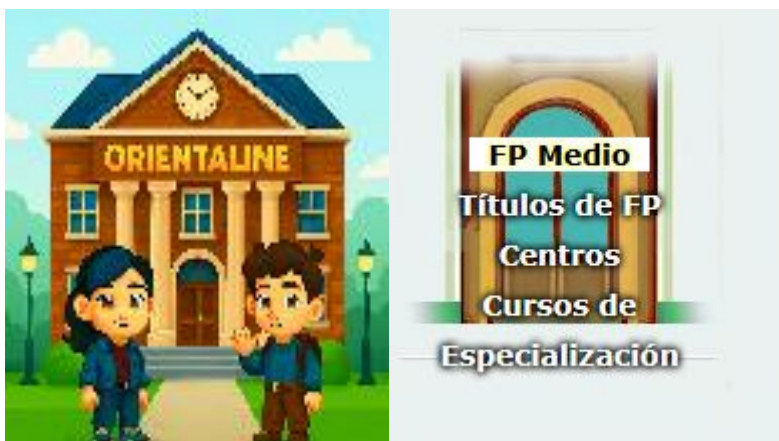 ORIENTALINE
FP Medio
Títulos de FP
Centros
Cursos de
Especialización